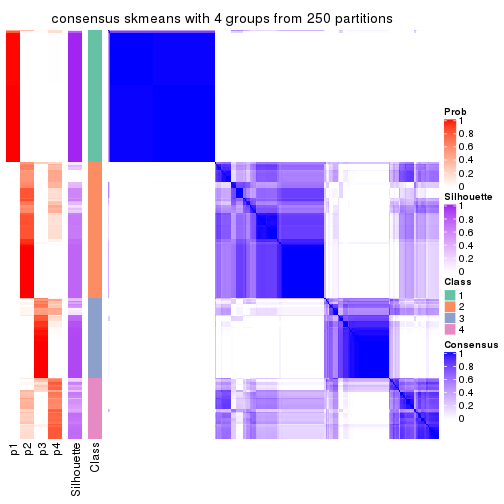 consensus skmeans with 4 groups from 250 partitions
p1
p2
p3
p4
Silhouette
Class
Prob
1
0.8
0.6
0.4
0.2
0
Silhouette
1
0.8
0.6
0.4
0.2
0
Class
1
2
3
4
Consensus
1
0.8
0.6
0.4
0.2
0